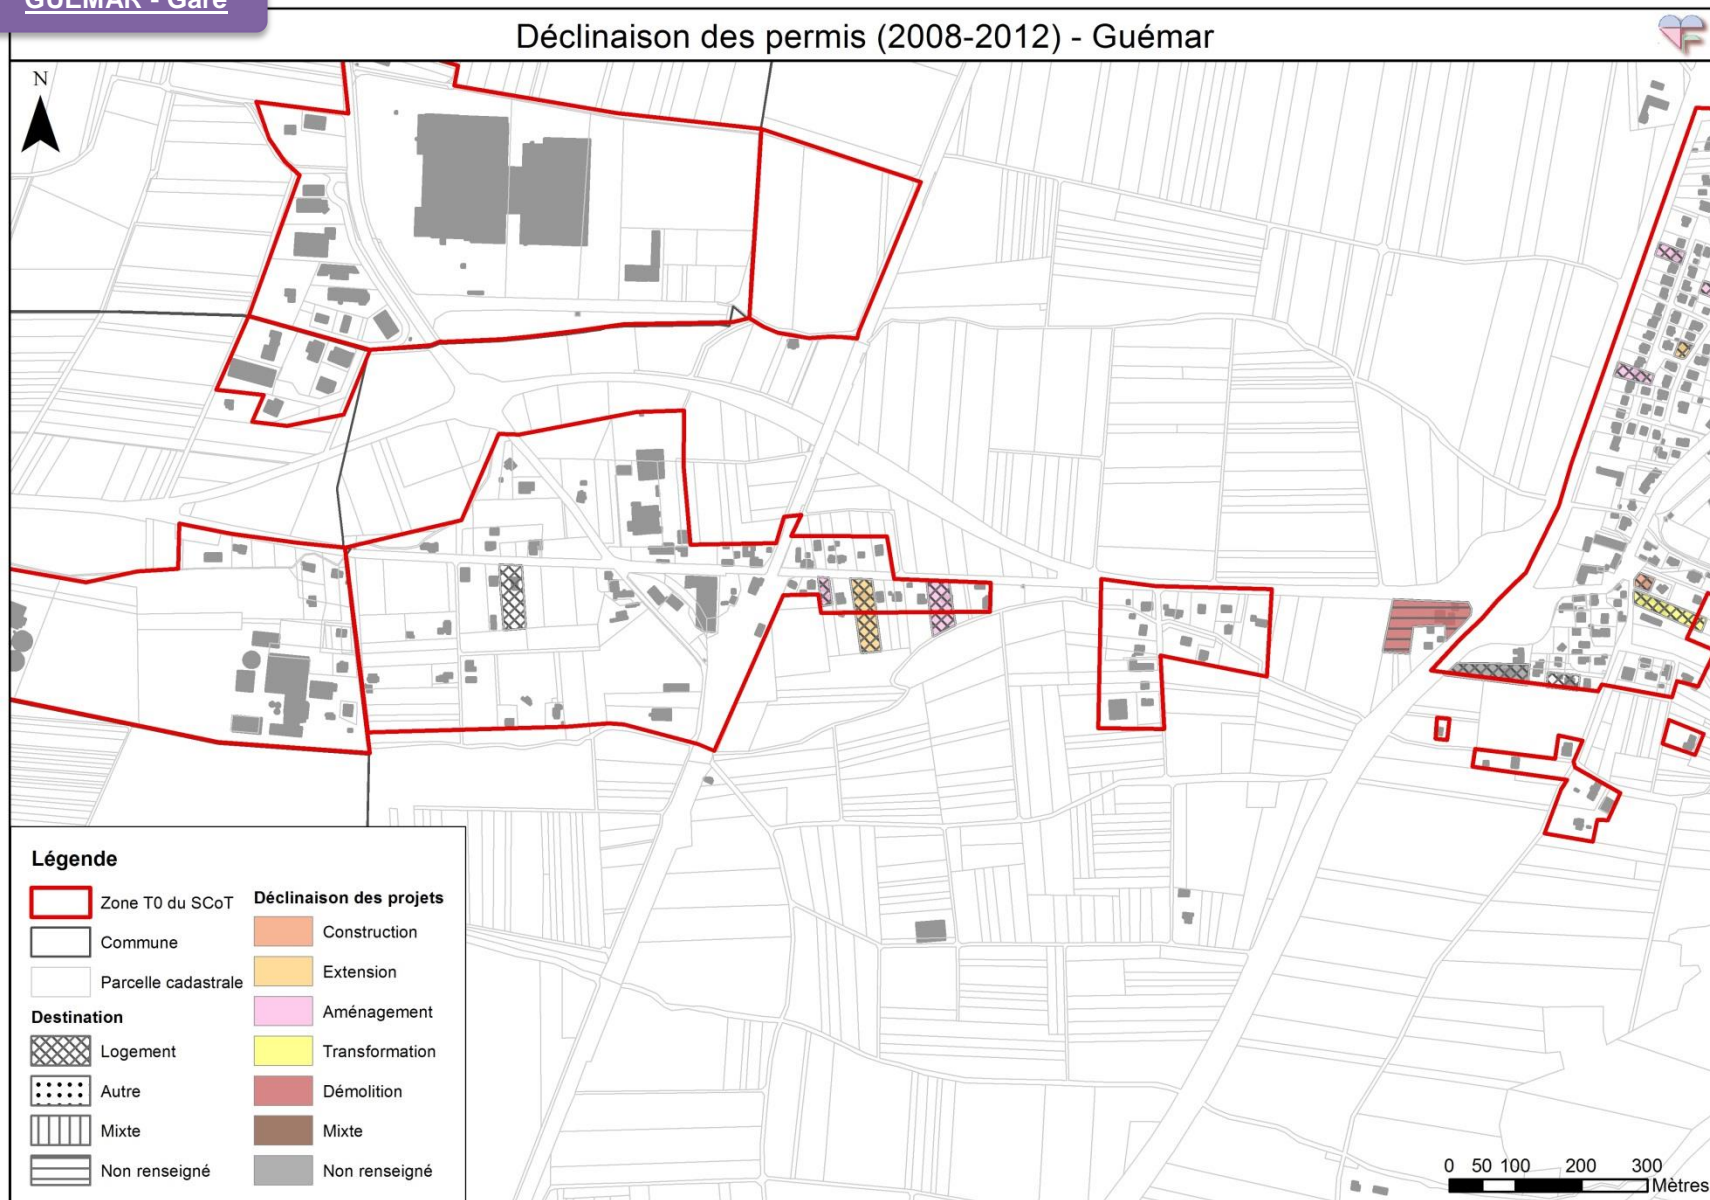 GUEMAR - Gare
Déclinaison des permis (2008-2012) - Guémar
N
Légende
Zone T0 du SCoT
Commune
Parcelle cadastrale
Destination
Logement
Autre
Mixte
Non renseigné
Déclinaison des projets
Construction
Extension
Aménagement
Transformation
Démolition
Mixte
Non renseigné
0 50 100 200 300
Mètres